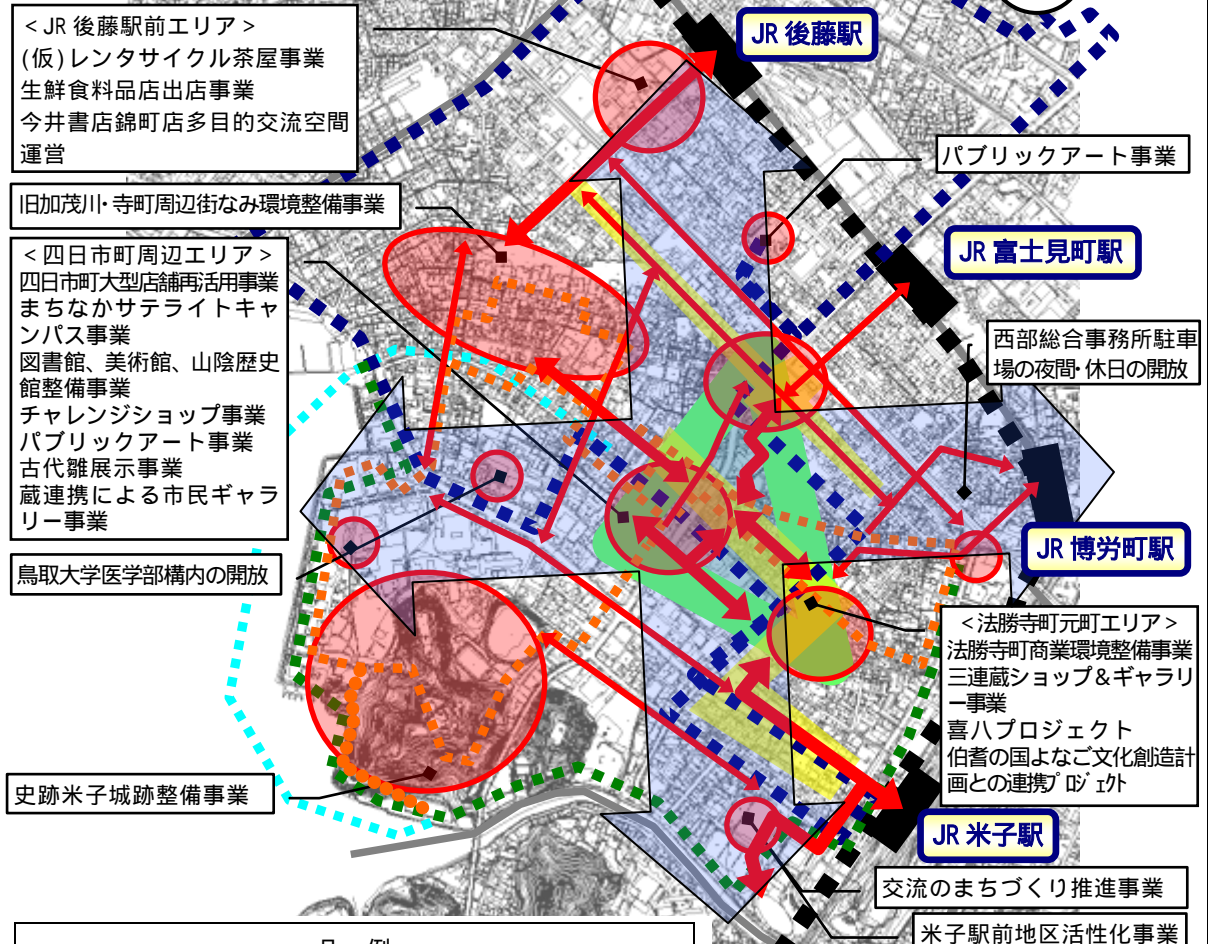 <JR後藤駅前エリア>
(仮)レンタサイクル茶屋事業
生鮮食料品店出店事業
今井書店錦町店多目的交流空間
運営
JR 後藤駅
パブリックアート事業
旧加茂川・寺町周辺街なみ環境整備事業
<四日市町周辺エリア>
四日市町大型店舗再活用事業
まちなかサテライトキャ
ンパス事業
図書館、美術館、山陰歴史
館整備事業
チャレンジショップ事業
パブリックアート事業
古代雛展示事業
蔵連携による市民ギャラ
リー事業
JR 富士見町駅
西部総合事務所駐車
場の夜間・休日の開放
JR 博労町駅
鳥取大学医学部構内の開放
<法勝寺町元町エリア>
法勝寺町商業環境整備事業
三連蔵ショップ&ギャラリ
ー事業
喜八プロジェクト
伯耆の国よなご文化創造計
画との連携プロジェクト
史跡米子城跡整備事業
JR 米子駅
交流のまちづくり推進事業
米子駅前地区活性化事業
凡 例